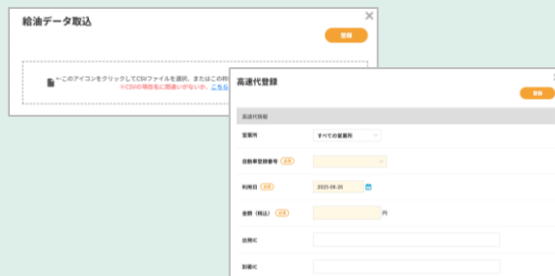 給油データ取込
登録
←このアイコンをクリックしてCSVファイルを選択、またはこの枠
※CSVの項目名に間違いがないか、こちら
高速代登録
登録
高速代情報
営業所 すべての営業所
自動車登録番号 必須
利用日 必須 2021-09-26
金額（税込） 必須 円
出発IC
到着IC